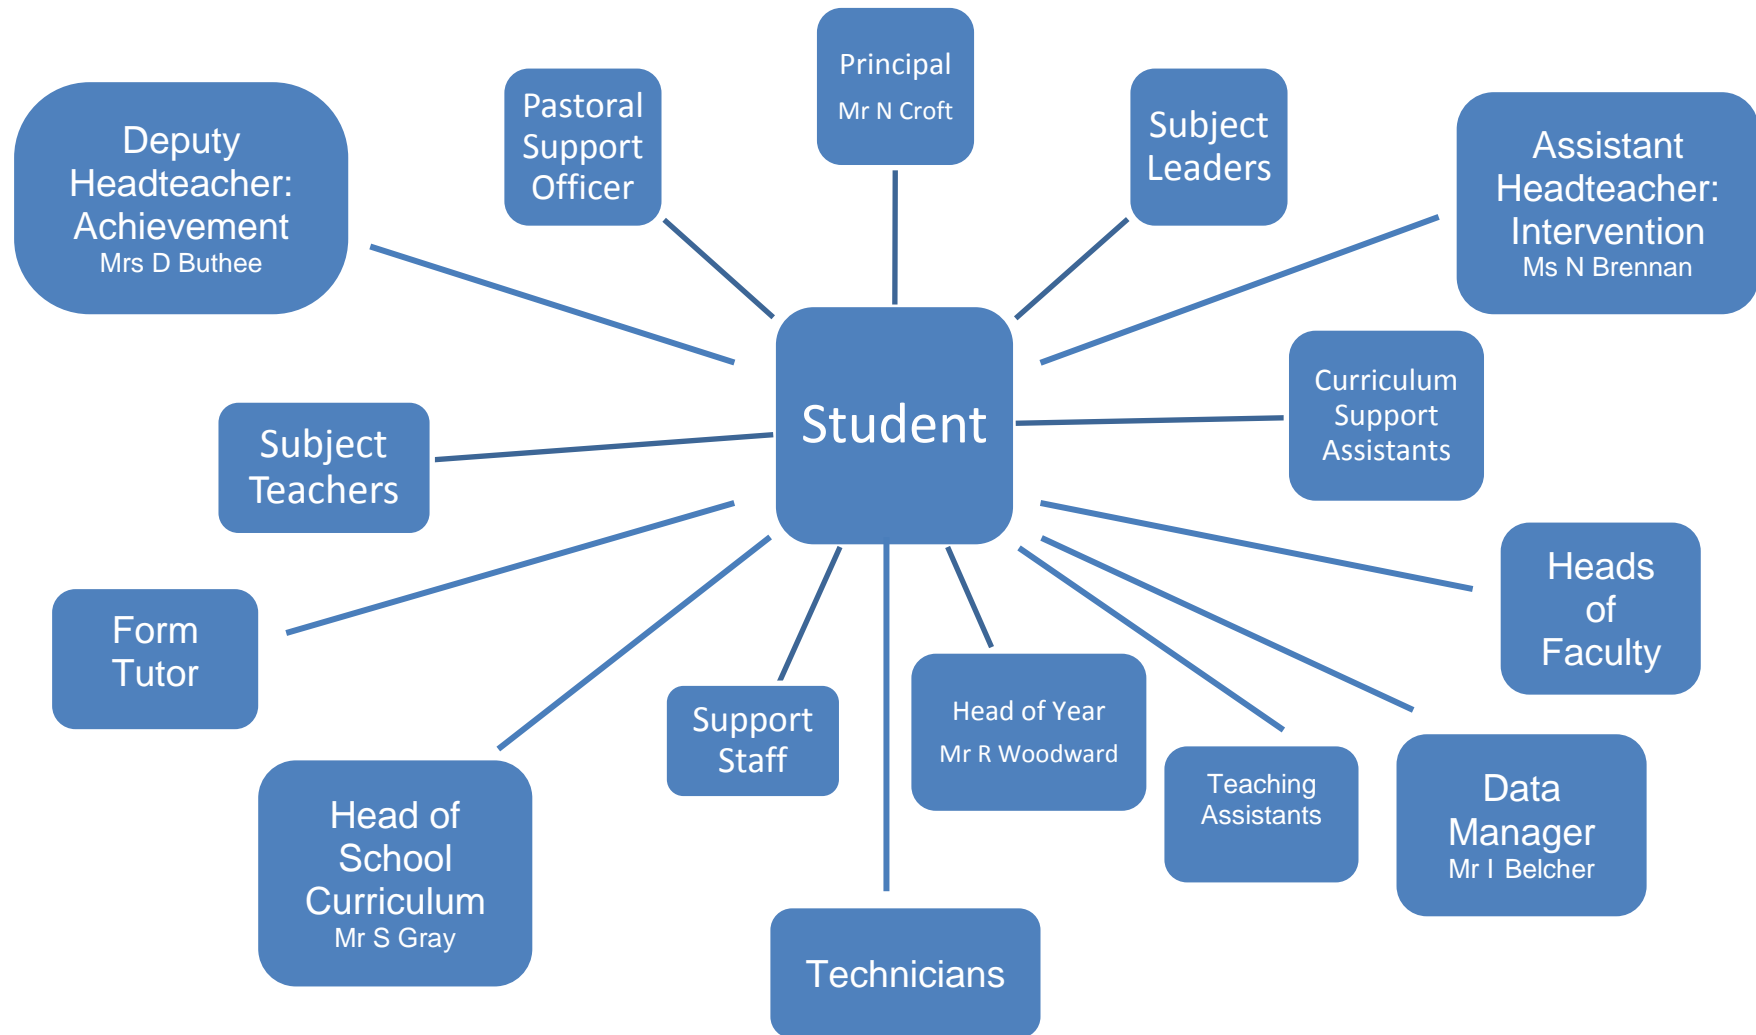 Principal
Mr N Croft
Pastoral
Support
Officer
Subject
Leaders
Deputy
Headteacher:
Achievement
Mrs D Buthee
Assistant
Headteacher:
Intervention
Ms N Brennan
Student
Curriculum
Support
Assistants
Subject
Teachers
Heads
of
Faculty
Form
Tutor
Support
Staff
Head of Year
Mr R Woodward
Teaching
Assistants
Data
Manager
Mr I Belcher
Head of
School
Curriculum
Mr S Gray
Technicians